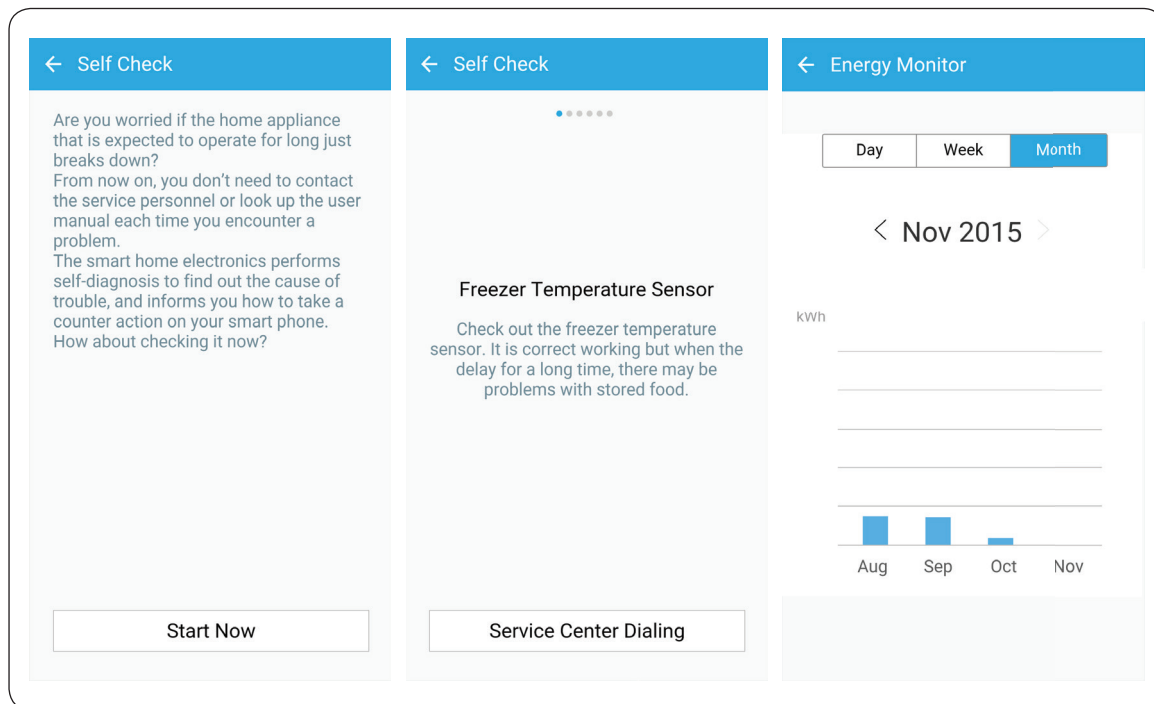 Self Check
Are you worried if the home appliance
that is expected to operate for long just
breaks down?
From now on, you don't need to contact
the service personnel or look up the user
manual each time you encounter a
problem.
The smart home electronics performs
self-diagnosis to find out the cause of
trouble, and informs you how to take a
counter action on your smart phone.
How about checking it now?
Start Now
Self Check
Freezer Temperature Sensor
Check out the freezer temperature
sensor. It is correct working but when the
delay for a long time, there may be
problems with stored food.
Service Center Dialing
Energy Monitor
Day Week Month
Nov 2015
kWh
Aug Sep Oct Nov